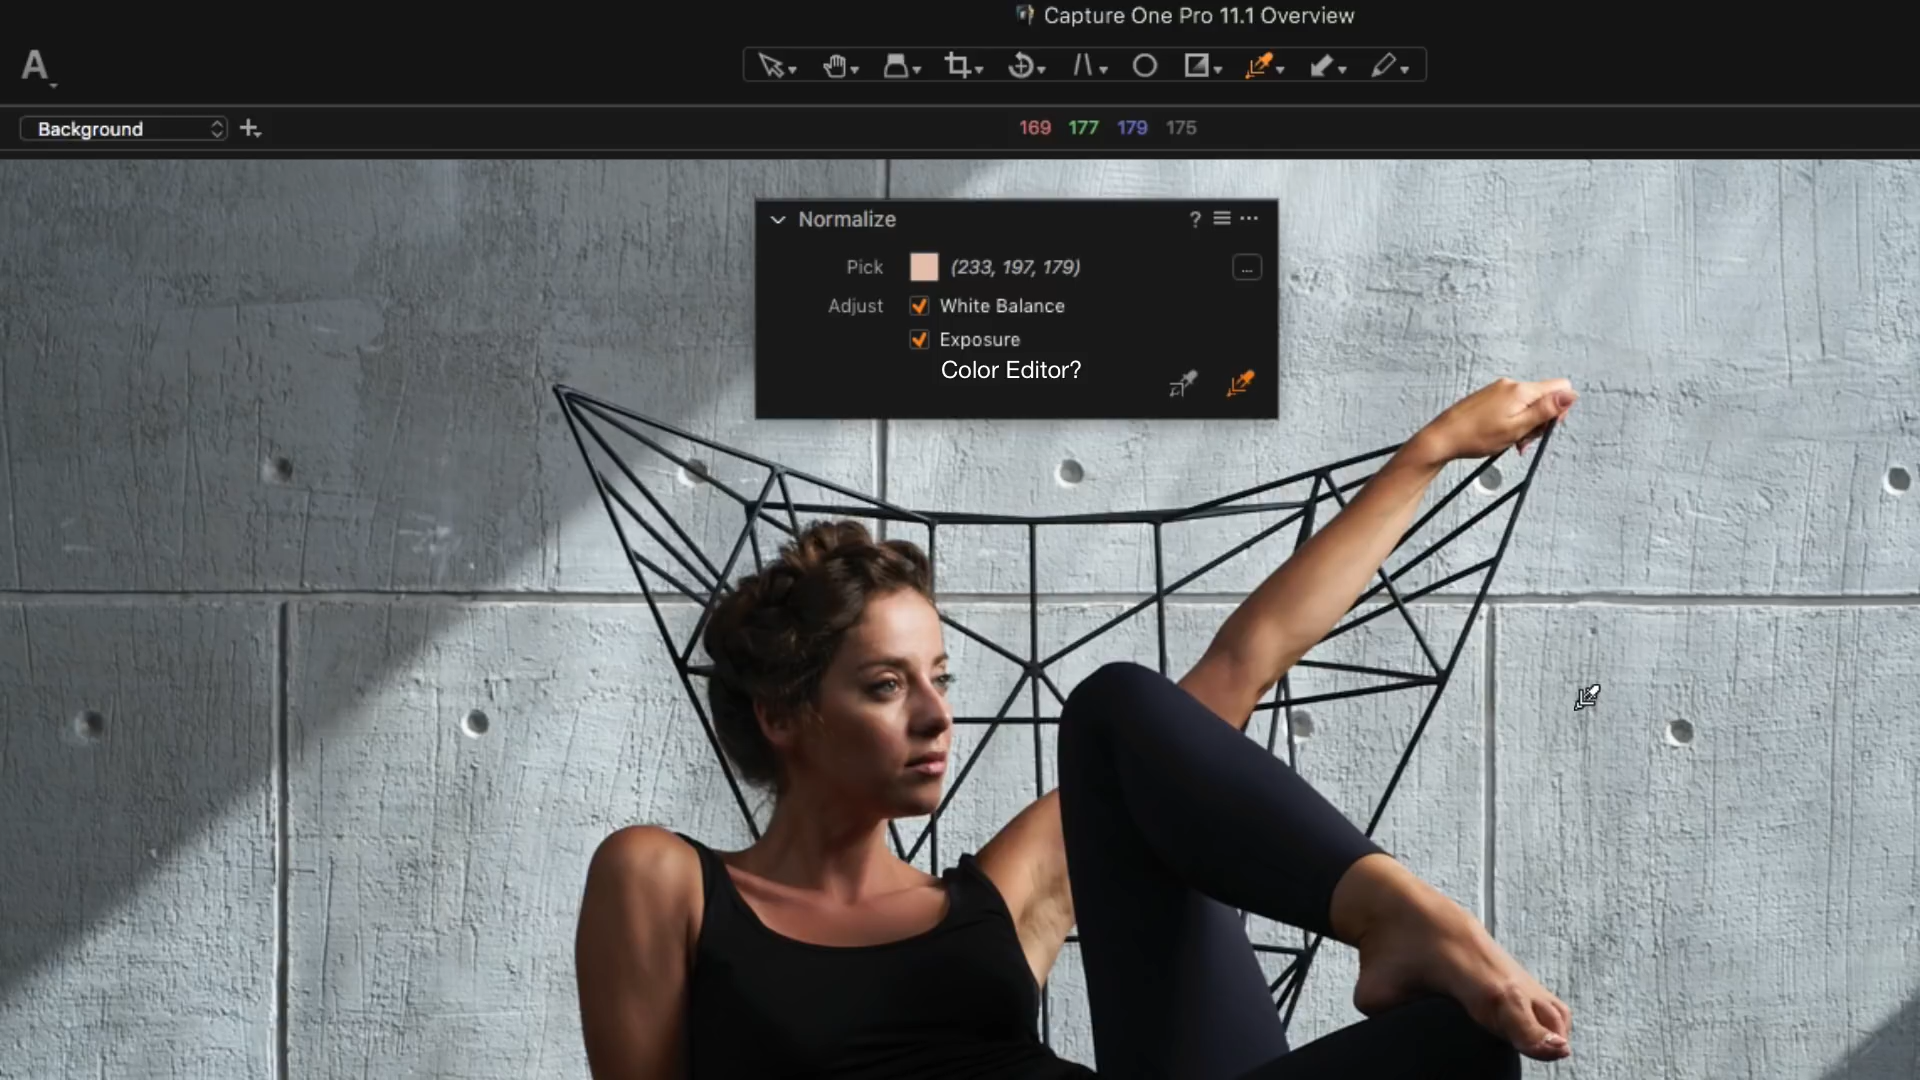 Capture One Pro 11.1 Overview
A
Background
169 177 179 175
Normalize ?
Pick (233, 197, 179) ...
Adjust White Balance
Exposure
Color Editor?